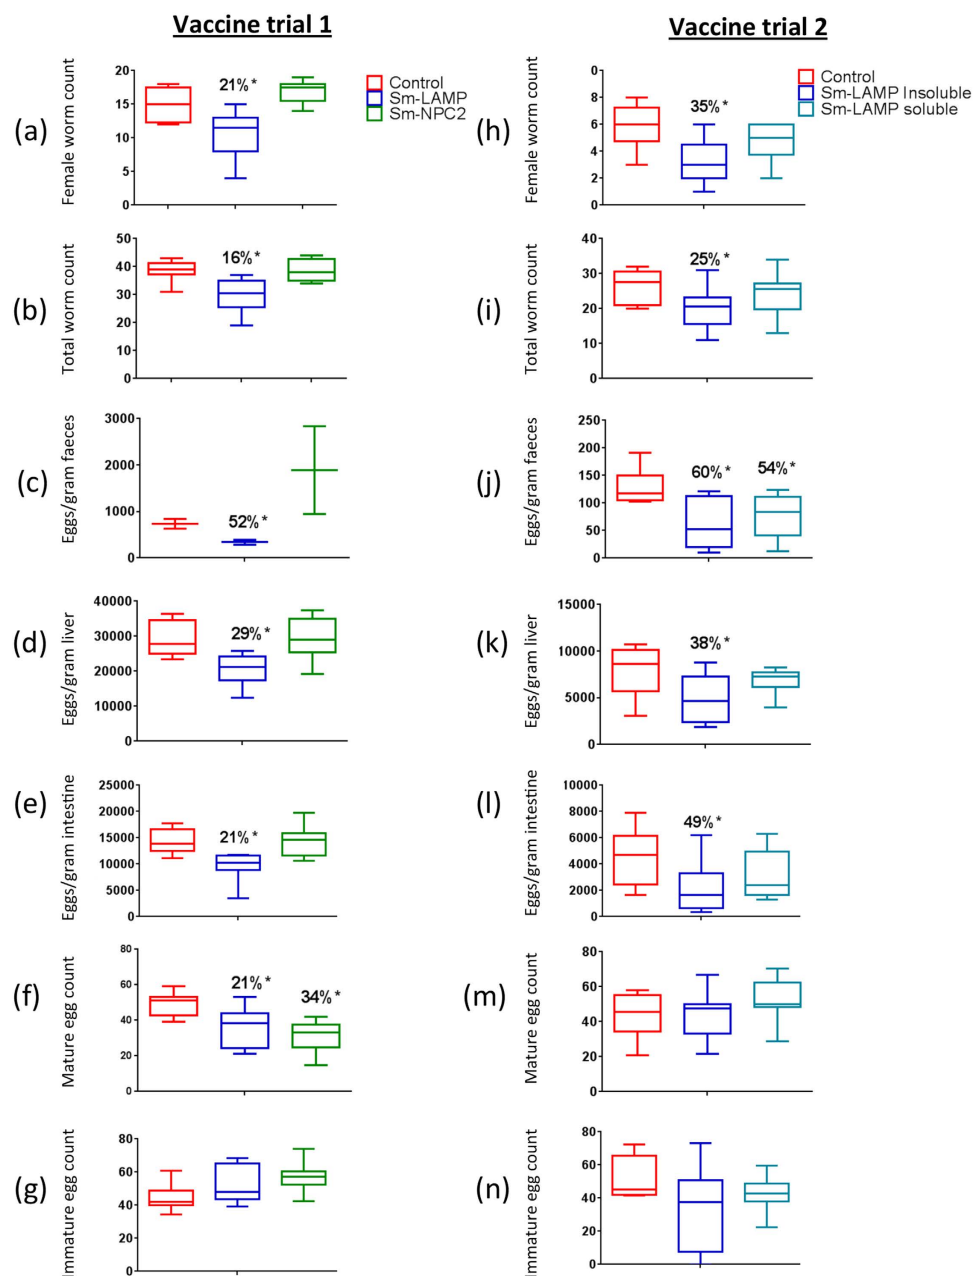 Vaccine trial 1
Control
Sm-LAMP
Sm-NPC2
(a)
Female worm count
20
15
10
5
0
21% *
(b)
Total worm count
50
40
30
20
10
0
16% *
(c)
Eggs/gram faeces
3000
2000
1000
0
52% *
(d)
Eggs/gram liver
40000
30000
20000
10000
0
29% *
(e)
Eggs/gram intestine
25000
20000
15000
10000
5000
0
21% *
(f)
Mature egg count
80
60
40
20
0
21% *
34% *
(g)
Immature egg count
80
60
40
20
0
Vaccine trial 2
Control
Sm-LAMP Insoluble
Sm-LAMP soluble
(h)
Female worm count
0
8
6
4
2
0
35% *
(i)
Total worm count
40
30
20
10
0
25% *
(j)
Eggs/gram faeces
250
200
150
100
50
0
60% *
54% *
(k)
Eggs/gram liver
15000
10000
5000
0
38% *
(l)
Eggs/gram intestine
10000
8000
6000
4000
2000
0
49% *
(m)
Mature egg count
80
60
40
20
0
(n)
Immature egg count
80
60
40
20
0